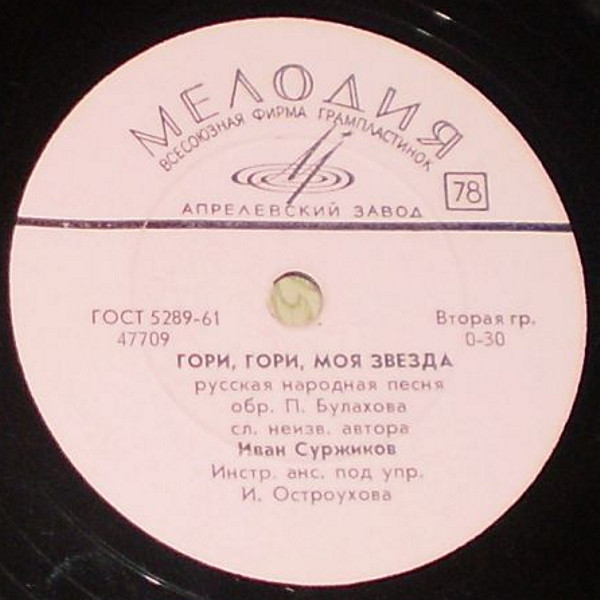 МЕЛОДИЯ
ВСЕСОЮЗНАЯ ФИРМА ГРАМПЛАСТИНОК
78
АПРЕЛЕВСКИЙ ЗАВОД
ГОСТ 5289-61
Вторая гр.
47709
0-30
ГОРИ, ГОРИ, МОЯ ЗВЕЗДА
русская народная песня
обр. П. Булахова
сл. неизв. автора
Иван Суржиков
Инстр. анс. под упр.
И. Остроухова